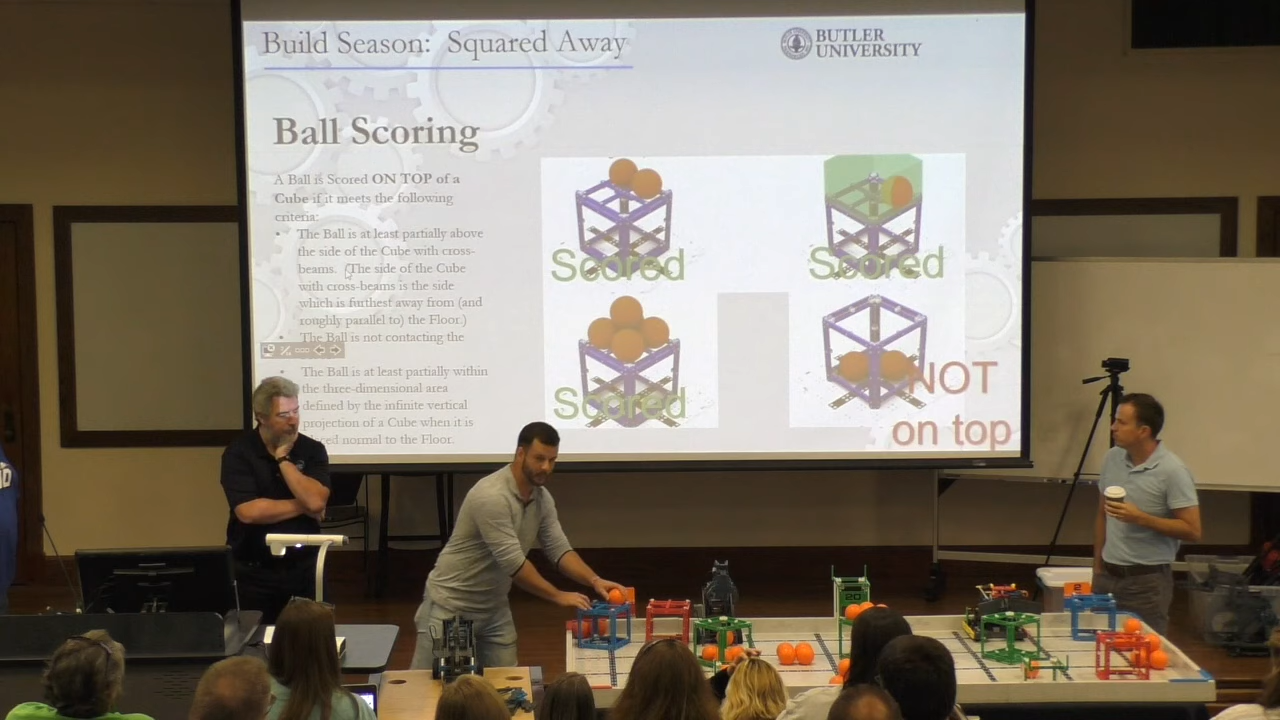 Build Season: Squared Away
BUTLER
UNIVERSITY
Ball Scoring
A Ball is Scored ON TOP of a
Cube if it meets the following
criteria:
• The Ball is at least partially above
the side of the Cube with cross-
beams. The side of the Cube
with cross-beams is the side
which is furthest away from (and
roughly parallel to) the Floor.)
• The Ball is not contacting the
• The Ball is at least partially within
the three-dimensional area
defined by the infinite vertical
projection of a Cube when it is
normal to the Floor.
Scored
Scored
Scored
NOT
on top
20